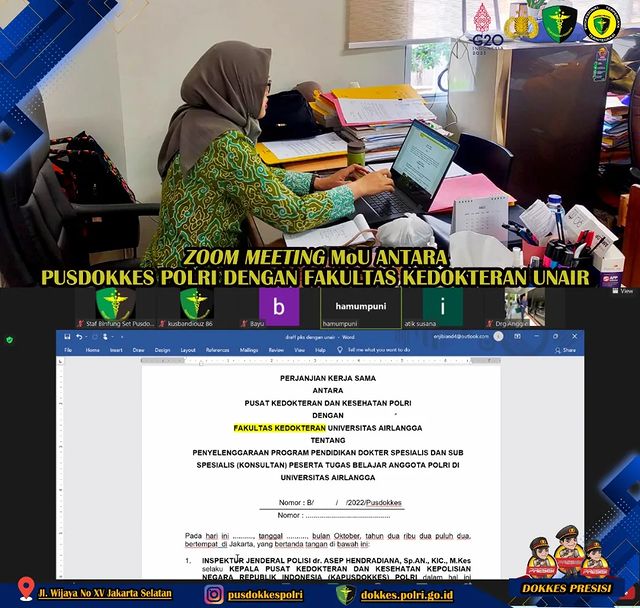 G20
INDONESIA
2022
ZOOM MEETING MoU ANTARA
PUSDOKKES POLRI DENGAN FAKULTAS KEDOKTERAN UNAIR
View
b
hamumpuni
i
Staf Binfung Set Pusdo...
kusbandiouz 86
Bayu
hamumpuni
atik susana
Drg Anggie
draft pks dengan unair - Word
erjibiand4@outlook.com
File
Home
Insert
Draw
Design
Layout
References
Mailings
Review
View
Help
Tell me what you want to do
Share
PERJANJIAN KERJA SAMA
ANTARA
PUSAT KEDOKTERAN DAN KESEHATAN POLRI
DENGAN
FAKULTAS KEDOKTERAN UNIVERSITAS AIRLANGGA
TENTANG
PENYELENGGARAAN PROGRAM PENDIDIKAN DOKTER SPESIALIS DAN SUB
SPESIALIS (KONSULTAN) PESERTA TUGAS BELAJAR ANGGOTA POLRI DI
UNIVERSITAS AIRLANGGA
Nomor : B/ / /2022/Pusdokkes
Nomor : ..........................................
Pada hari ini ..........., tanggal ..........., bulan Oktober, tahun dua ribu dua puluh dua,
bertempat di Jakarta, yang bertanda tangan di bawah ini:
1. INSPEKTUR JENDERAL POLISI dr. ASEP HENDRADIANA, Sp.AN., KIC., M.Kes
selaku KEPALA PUSAT KEDOKTERAN DAN KESEHATAN KEPOLISIAN
NEGARA REPUBLIK INDONESIA (KAPUSDOKKES) POLRI dalam hal ini
PRESISI
Jl. Wijaya No XV Jakarta Selatan
pusdokkespolri
dokkes.polri.go.id
DOKKES PRESISI